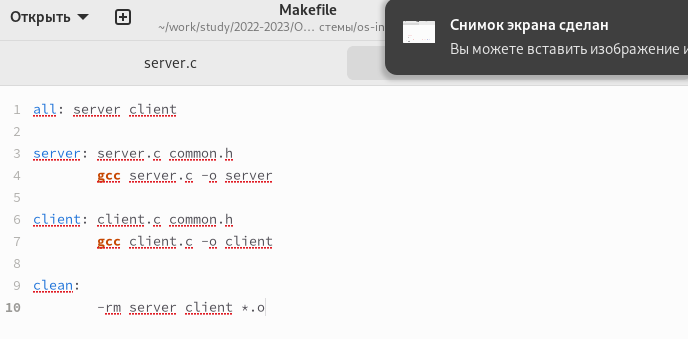 Открыть
Makefile
~/work/study/2022-2023/О... стемы/os-in
Снимок экрана сделан
Вы можете вставить изображение и
server.c
1 all: server client
2
3 server: server.c common.h
4 gcc server.c -o server
5
6 client: client.c common.h
7 gcc client.c -o client
8
9 clean:
10 -rm server client *.o